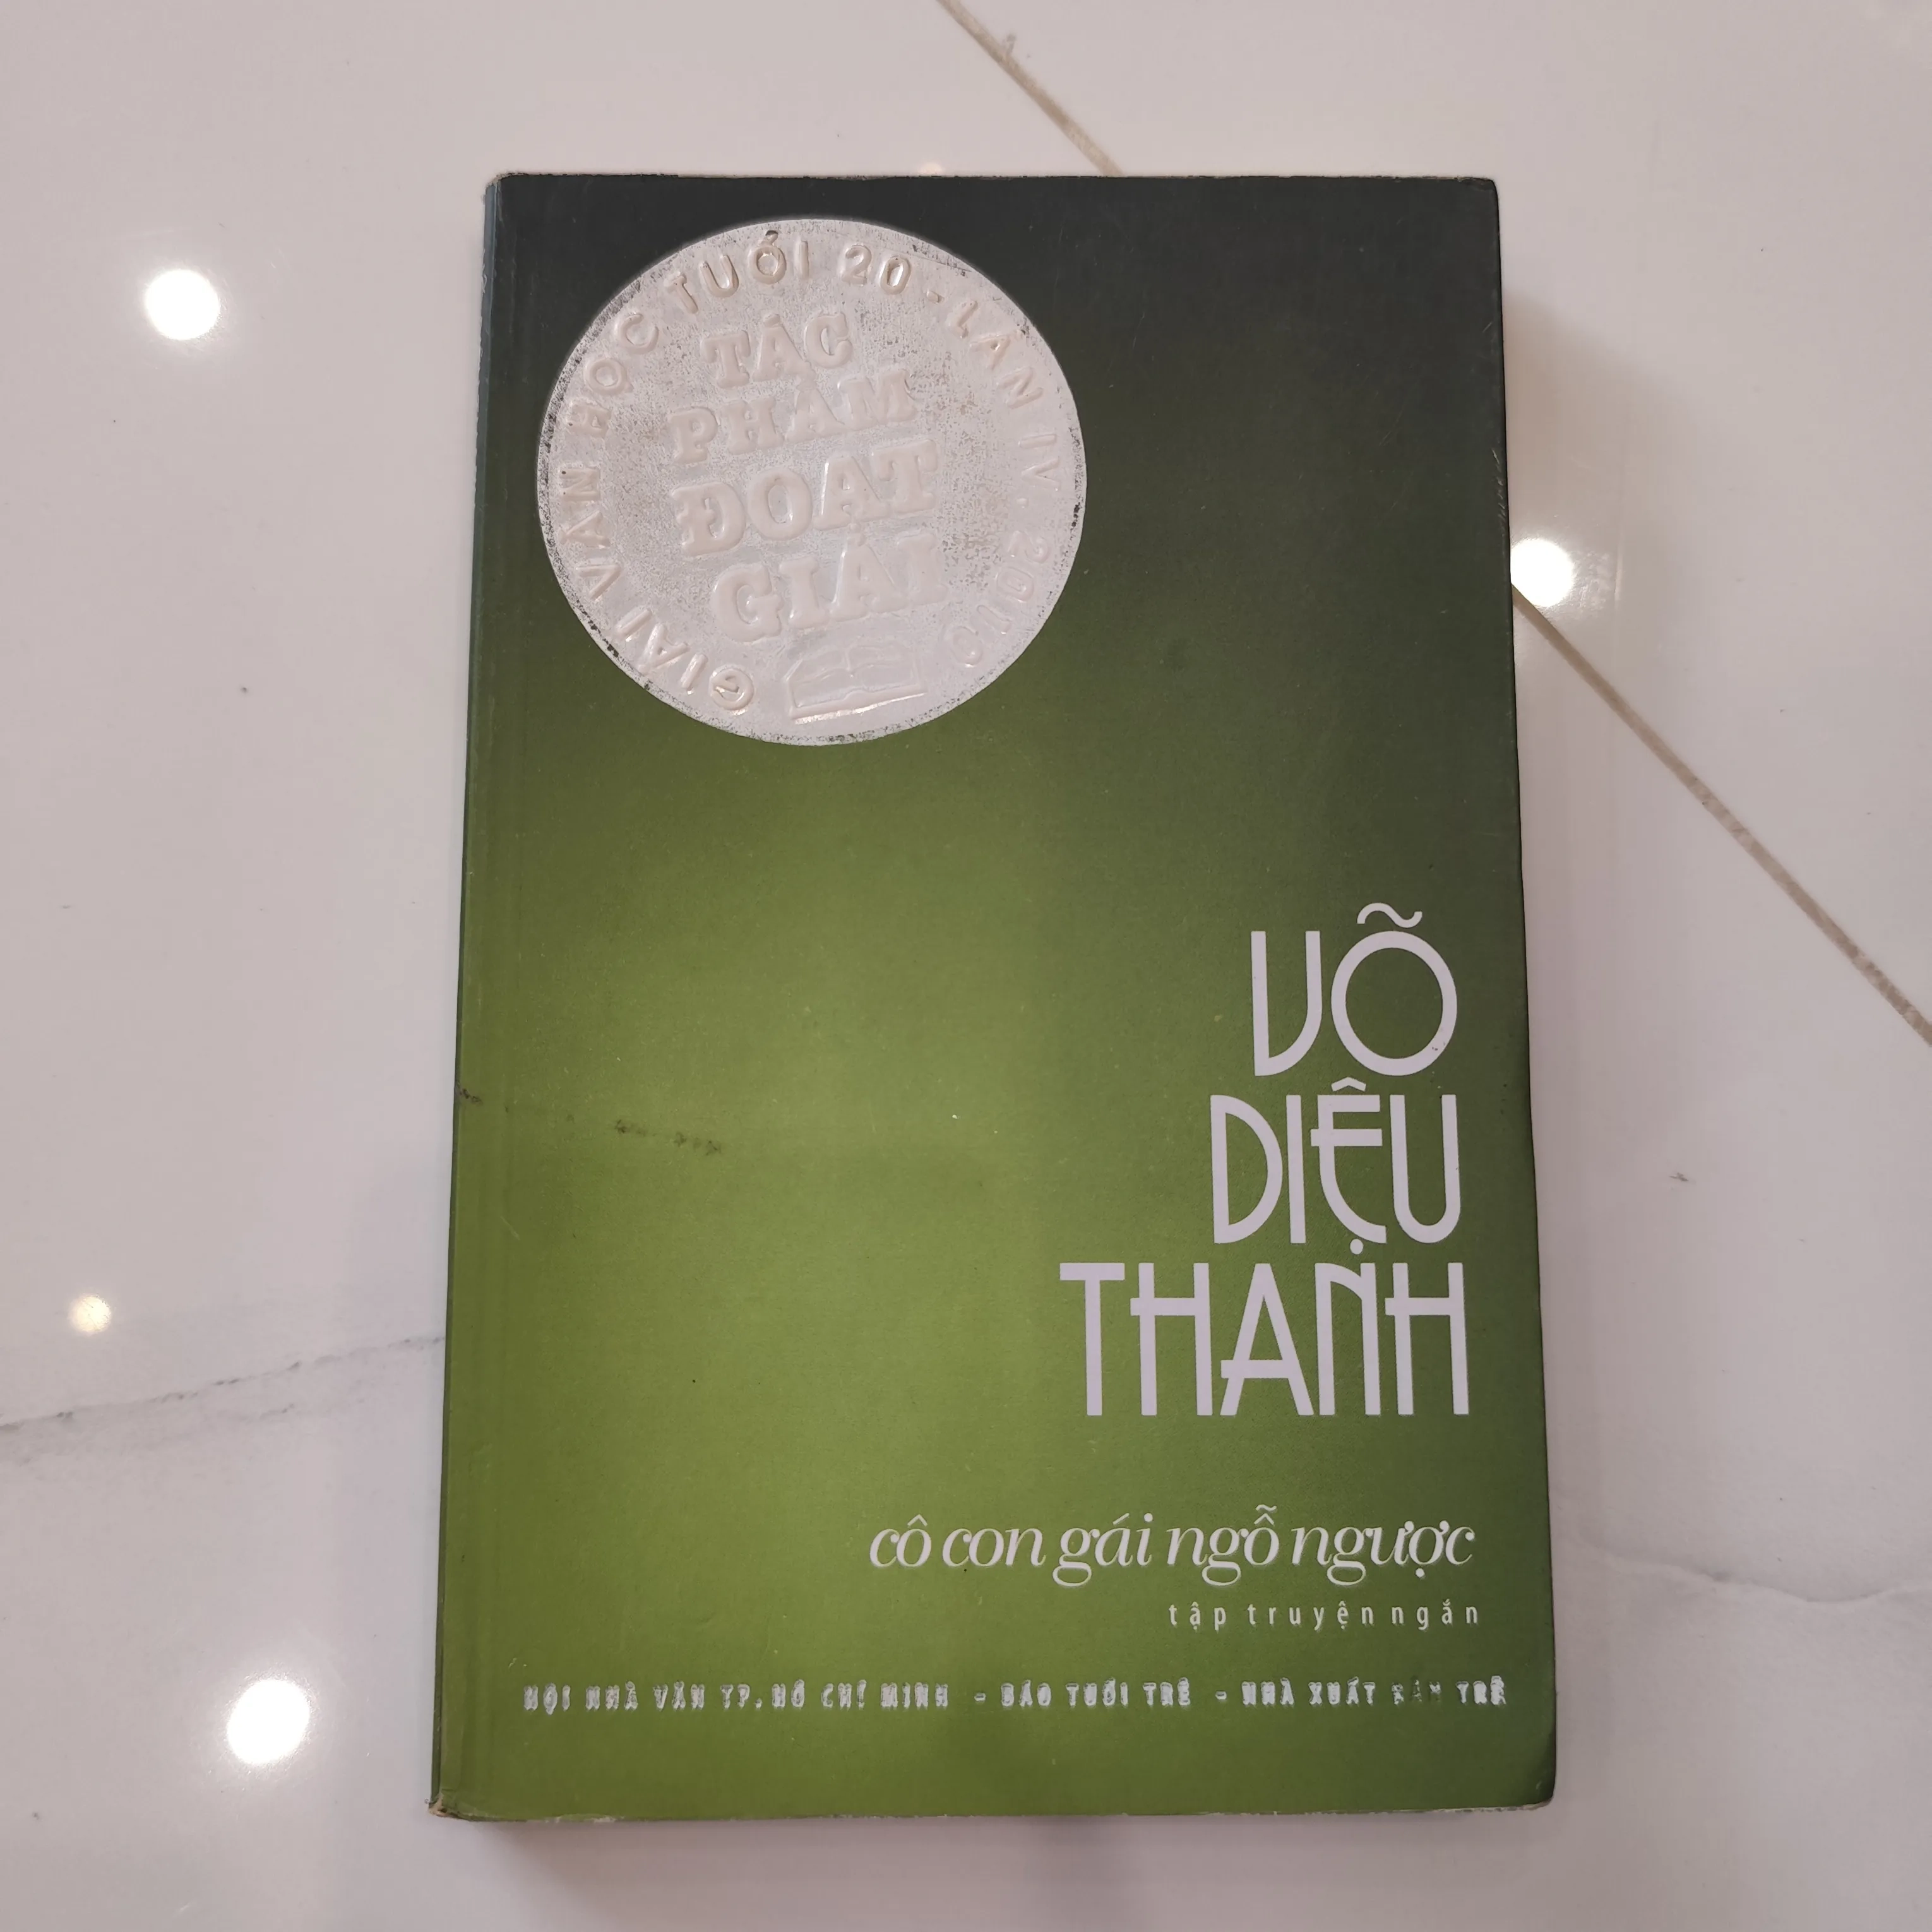 GIẢI VĂN HỌC TUỔI 20 - LẦN IV. 2010
TÁC
PHẨM
ĐOẠT
GIẢI
VÕ
DIỆU
THANH
cô con gái ngỗ ngược
tập truyện ngắn
HỘI NHÀ VĂN TP. HỒ CHÍ MINH - BÁO TUỔI TRẺ - NHÀ XUẤT BẢN TRẺ